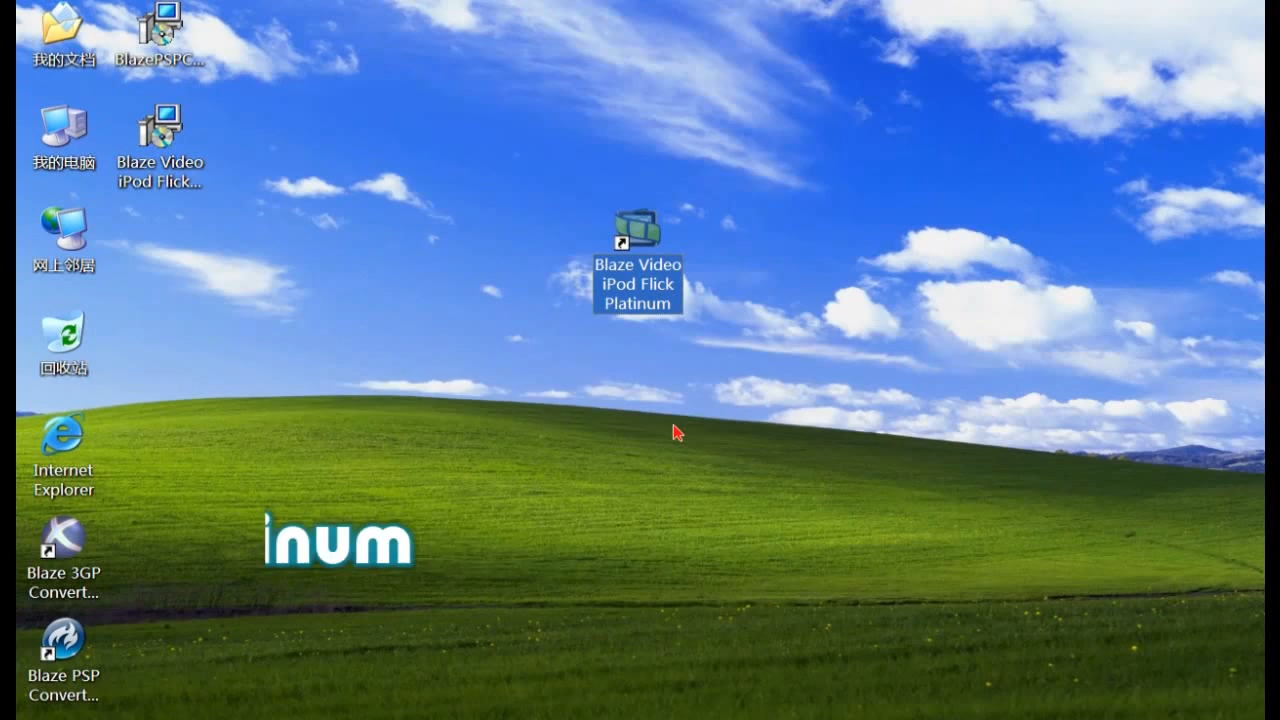 我的文档
BlazePSPC...
我的电脑
Blaze Video
iPod Flick...
网上邻居
回收站
Internet
Explorer
Blaze 3GP
Convert...
Blaze PSP
Convert...
Blaze Video
iPod Flick
Platinum
inum